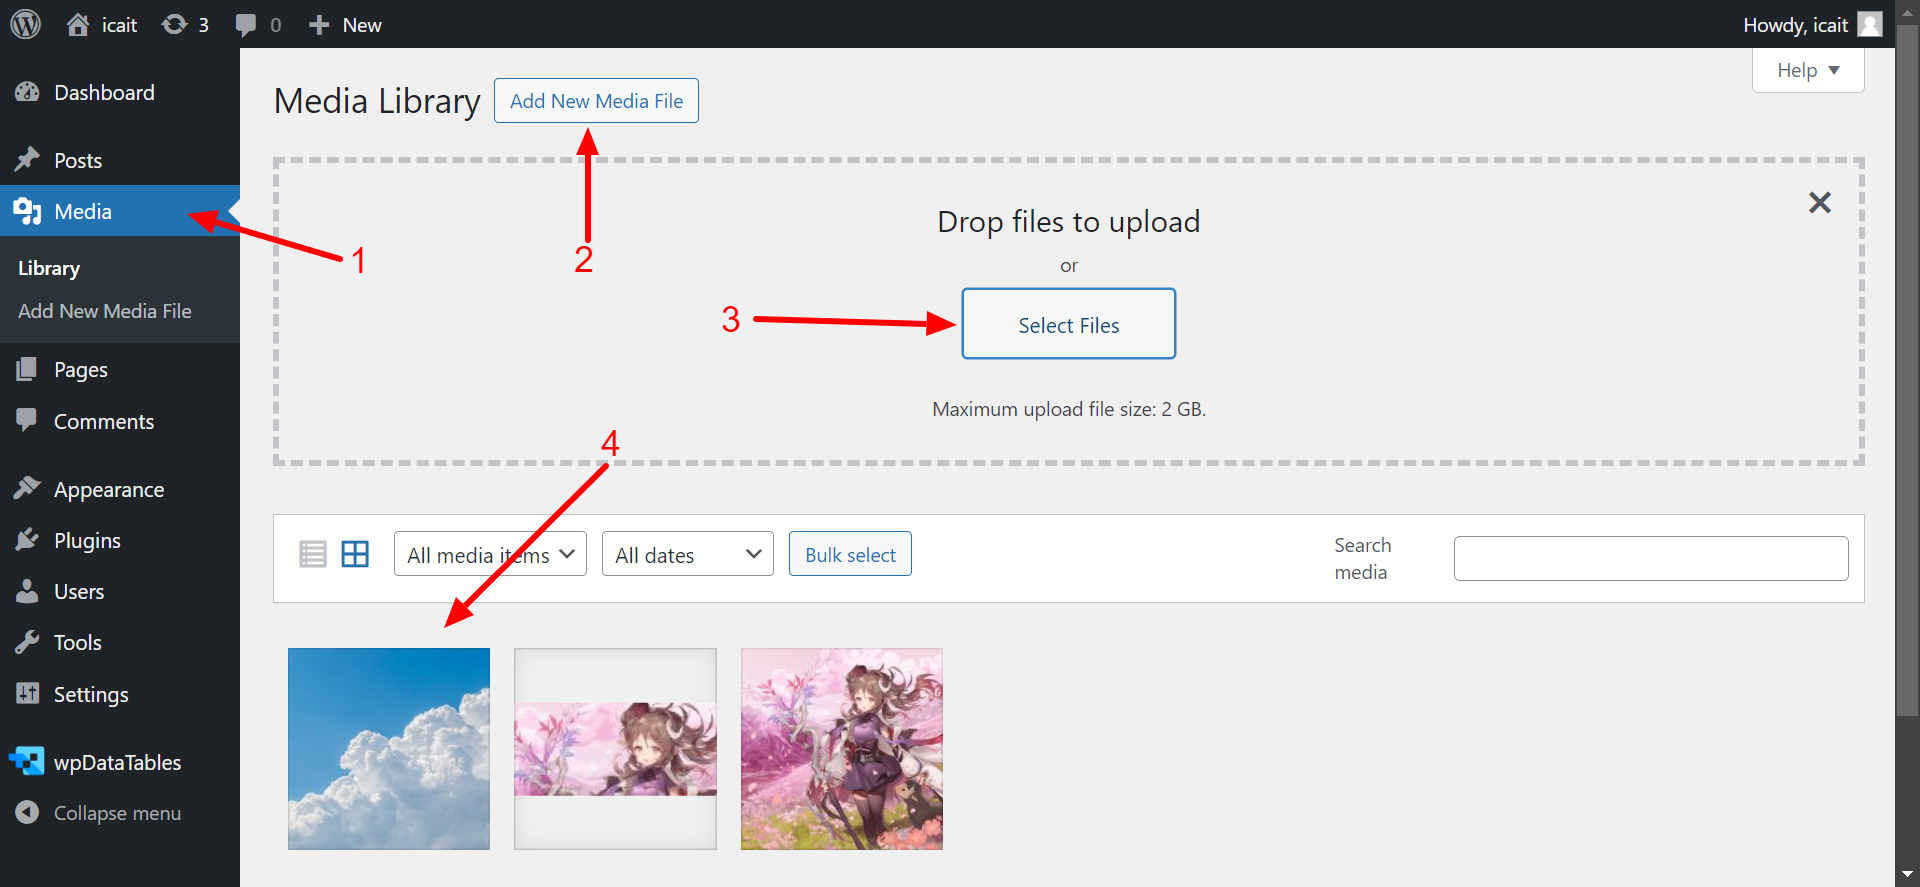 icait
3
0
New
Howdy, icait
Dashboard
Posts
Media
Library
Add New Media File
Pages
Comments
Appearance
Plugins
Users
Tools
Settings
wpDataTables
Collapse menu
Media Library
Add New Media File
Help
1
2
Drop files to upload
or
3
Select Files
Maximum upload file size: 2 GB.
4
All media items
All dates
Bulk select
Search
media